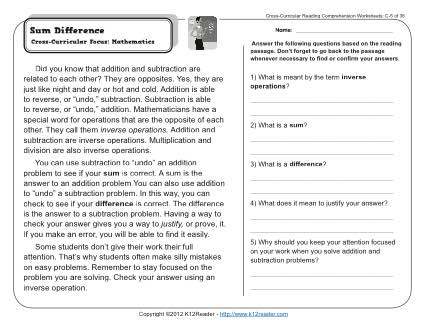 Cross-Curricular Reading Comprehension Worksheets: C-5 of 36
Sum Difference
Cross-Curricular Focus: Mathematics
Name:
Did you know that addition and subtraction are
related to each other? They are opposites. Yes, they are
just like night and day or hot and cold. Addition is able
to reverse, or "undo," subtraction. Subtraction is able
to reverse, or "undo," addition. Mathematicians have a
special word for operations that are the opposite of each
other. They call them inverse operations. Addition and
subtraction are inverse operations. Multiplication and
division are also inverse operations.
You can use subtraction to "undo" an addition
problem to see if your sum is correct. A sum is the
answer to an addition problem You can also use addition
to "undo" a subtraction problem. In this way, you can
check to see if your difference is correct. The difference
is the answer to a subtraction problem. Having a way to
check your answer gives you a way to justify, or prove, it.
If you make an error, you will be able to find it easily.
Some students don't give their work their full
attention. That's why students often make silly mistakes
on easy problems. Remember to stay focused on the
problem you are solving. Check your answer using an
inverse operation.
Answer the following questions based on the reading
passage. Don't forget to go back to the passage
whenever necessary to find or confirm your answers.
1) What is meant by the term inverse
operations?
2) What is a sum?
3) What is a difference?
4) What does it mean to justify your answer?
5) Why should you keep your attention focused
on your work when you solve addition and
subtraction problems?
Copyright ©2012 K12Reader - http://www.k12reader.com